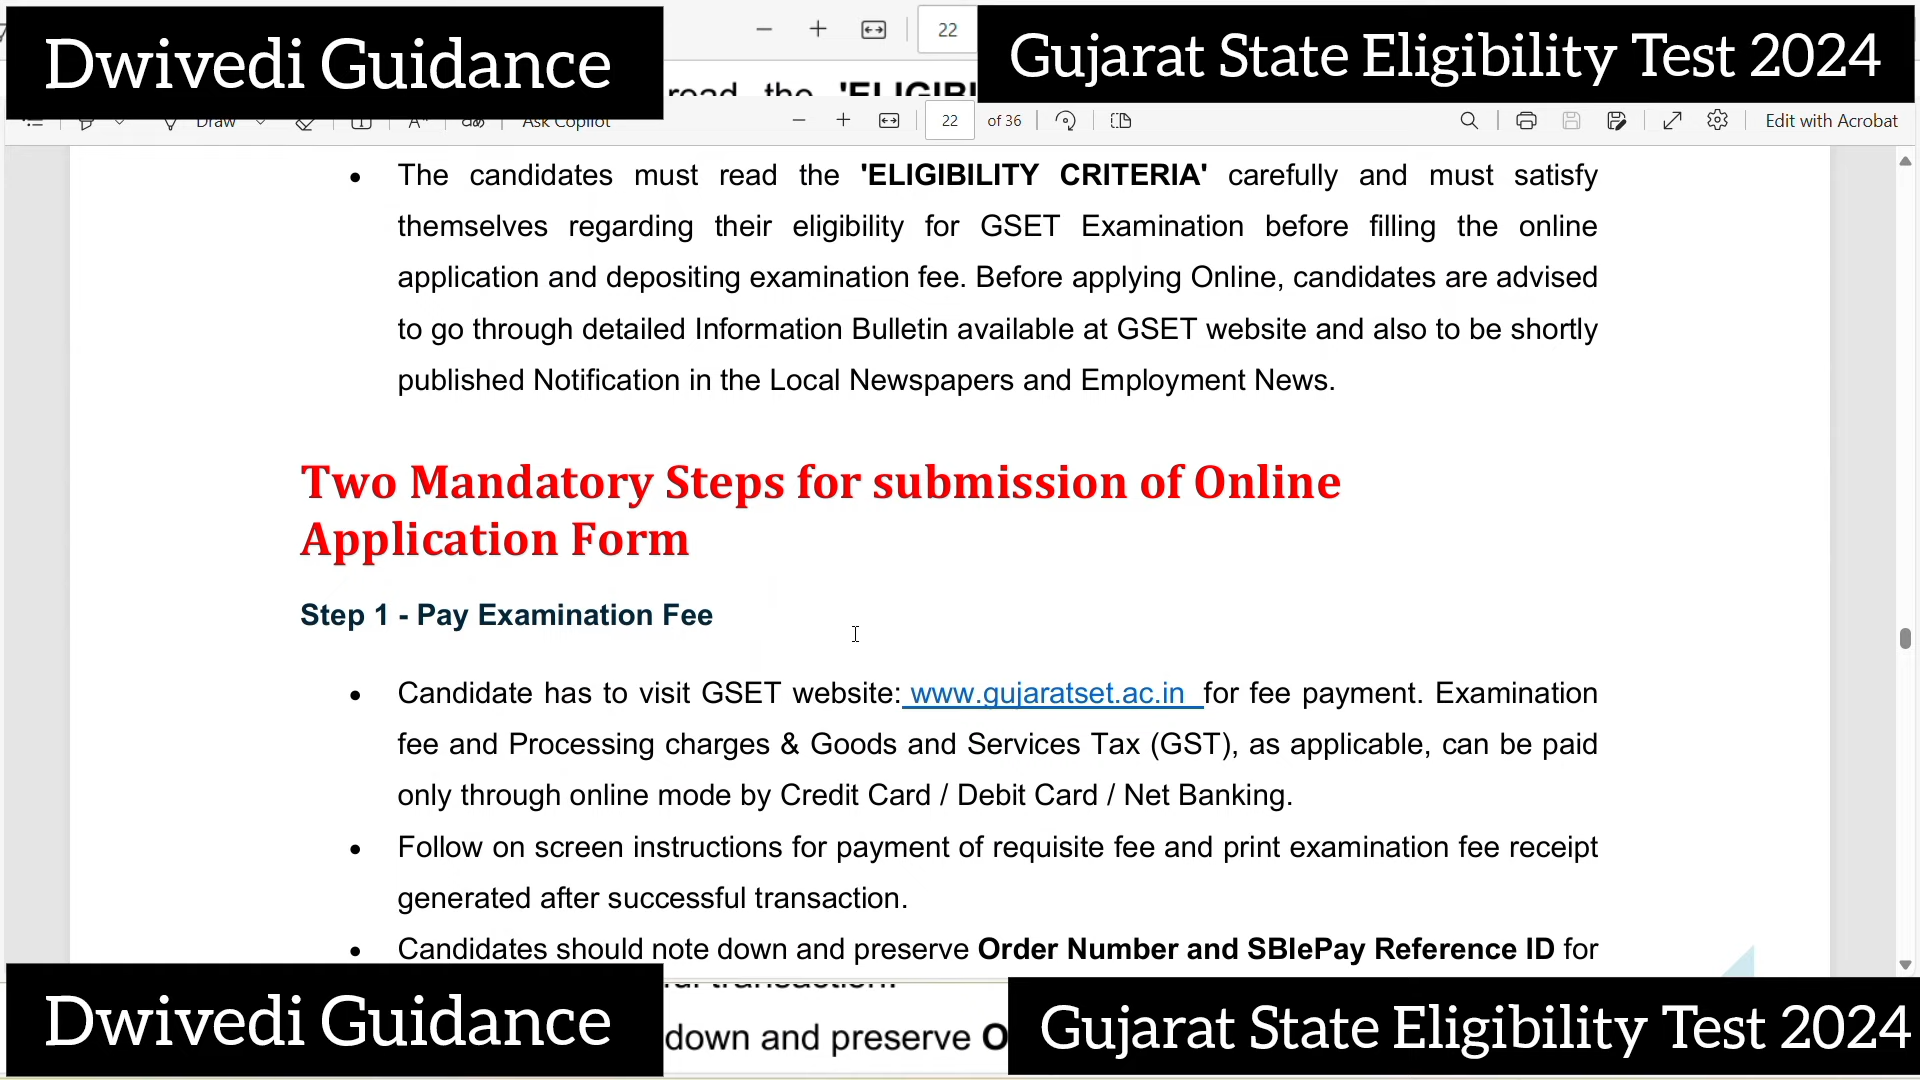 Dwivedi Guidance
22
Gujarat State Eligibility Test 2024
read the 'ELIGIBI
Draw
Ask Copilot
22 of 36
Edit with Acrobat
• The candidates must read the 'ELIGIBILITY CRITERIA' carefully and must satisfy
themselves regarding their eligibility for GSET Examination before filling the online
application and depositing examination fee. Before applying Online, candidates are advised
to go through detailed Information Bulletin available at GSET website and also to be shortly
published Notification in the Local Newspapers and Employment News.
Two Mandatory Steps for submission of Online
Application Form
Step 1 - Pay Examination Fee
• Candidate has to visit GSET website: www.gujaratset.ac.in for fee payment. Examination
fee and Processing charges & Goods and Services Tax (GST), as applicable, can be paid
only through online mode by Credit Card / Debit Card / Net Banking.
• Follow on screen instructions for payment of requisite fee and print examination fee receipt
generated after successful transaction.
• Candidates should note down and preserve Order Number and SBIePay Reference ID for
Dwivedi Guidance
transaction.
down and preserve O
Gujarat State Eligibility Test 2024